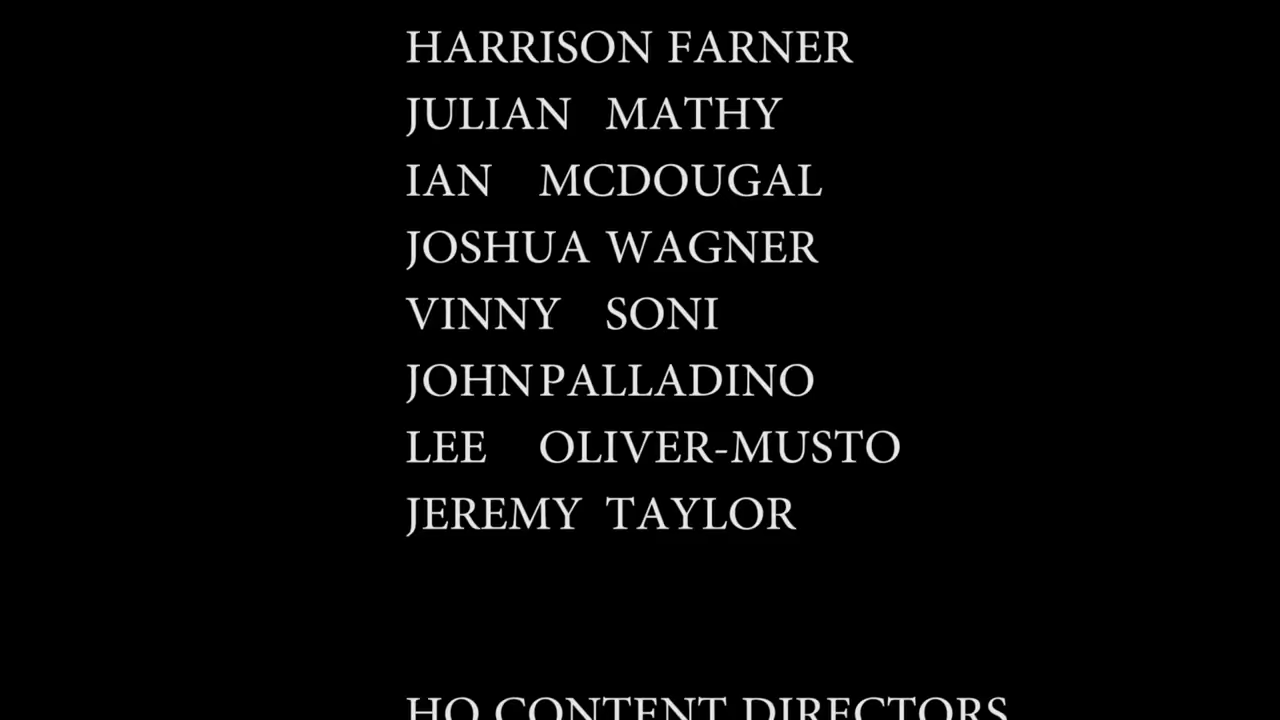 HARRISON FARNER
JULIAN MATHY
IAN MCDOUGAL
JOSHUA WAGNER
VINNY SONI
JOHN PALLADINO
LEE OLIVER-MUSTO
JEREMY TAYLOR
HO CONTENT DIRECTORS